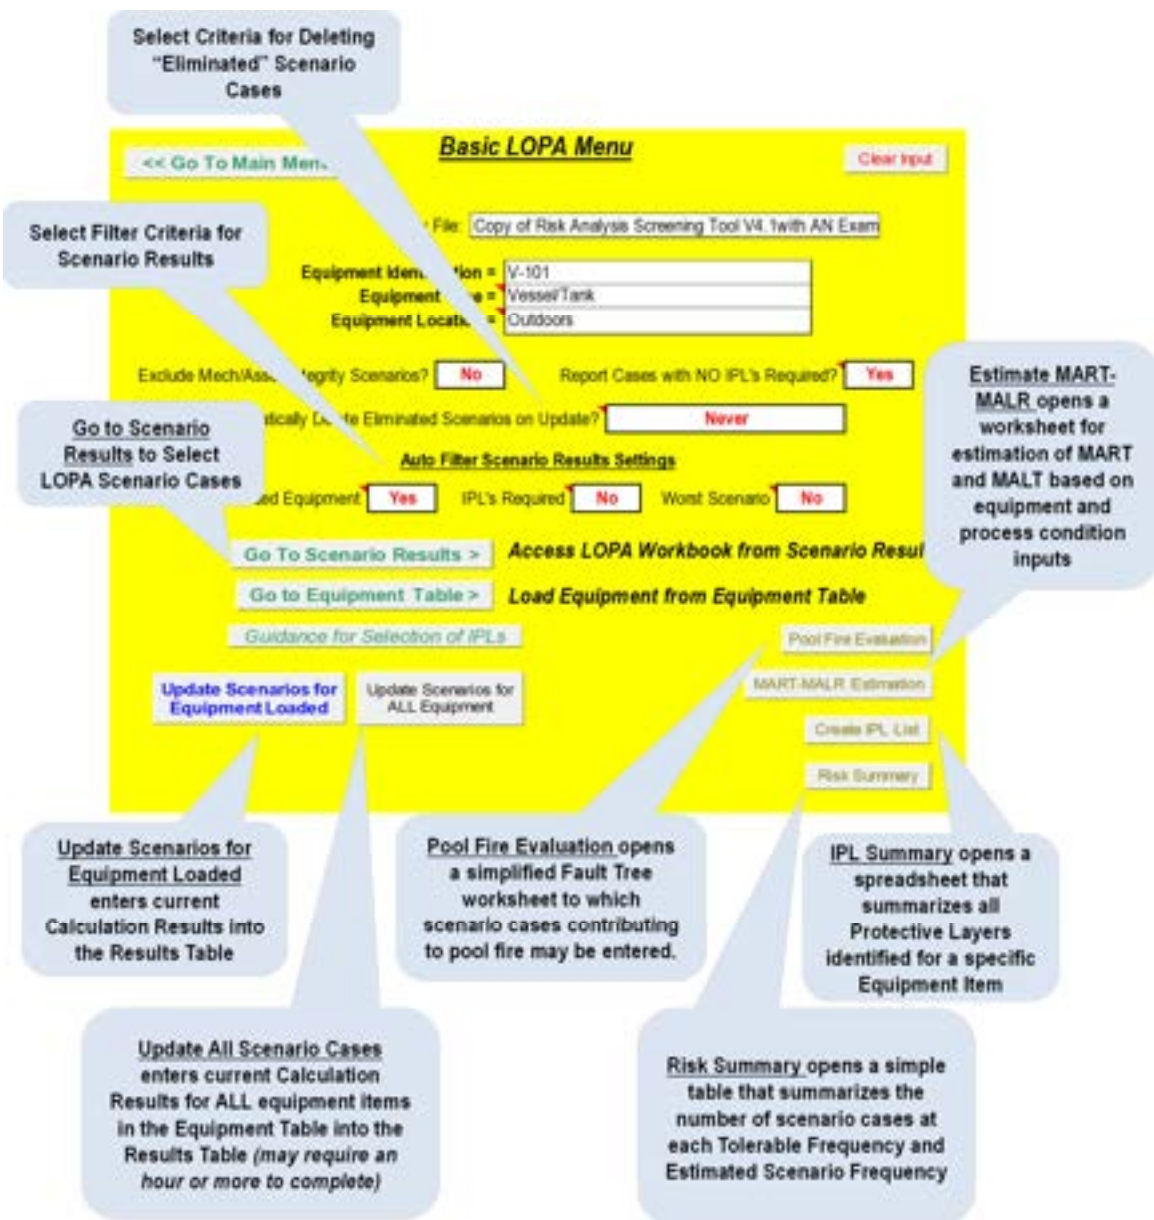 Select Criteria for Deleting
“Eliminated” Scenario
Cases
Basic LOPA Menu
<< Go To Main Men
Clear Input
Select Filter Criteria for
Scenario Results
File: Copy of Risk Analysis Screening Tool V4.1with AN Exam
Equipment Iden tion = V-101
Equipment e = Vessel/Tank
Equipment Locat = Outdoors
Exclude Mech/Ass tegrity Scenarios? No
Report Cases with NO IPL's Required? Yes
tically De te Eliminated Scenarios on Update? Never
Go to Scenario
Results to Select
LOPA Scenario Cases
Auto Filter Scenario Results Settings
ed Equipment Yes IPL's Required No Worst Scenario No
Estimate MART-
MALR opens a
worksheet for
estimation of MART
and MALT based on
equipment and
process condition
inputs
Go To Scenario Results > Access LOPA Workbook from Scenario Resul
Go to Equipment Table > Load Equipment from Equipment Table
Guidance for Selection of IPLs
Pool Fire Evaluation
MART-MALR Estimation
Create IPL List
Risk Summary
Update Scenarios for
Equipment Loaded
Update Scenarios for
ALL Equipment
Update Scenarios for
Equipment Loaded
enters current
Calculation Results into
the Results Table
Pool Fire Evaluation opens
a simplified Fault Tree
worksheet to which
scenario cases contributing
to pool fire may be entered.
IPL Summary opens a
spreadsheet that
summarizes all
Protective Layers
identified for a specific
Equipment Item
Update All Scenario Cases
enters current Calculation
Results for ALL equipment items
in the Equipment Table into the
Results Table (may require an
hour or more to complete)
Risk Summary opens a simple
table that summarizes the
number of scenario cases at
each Tolerable Frequency and
Estimated Scenario Frequency